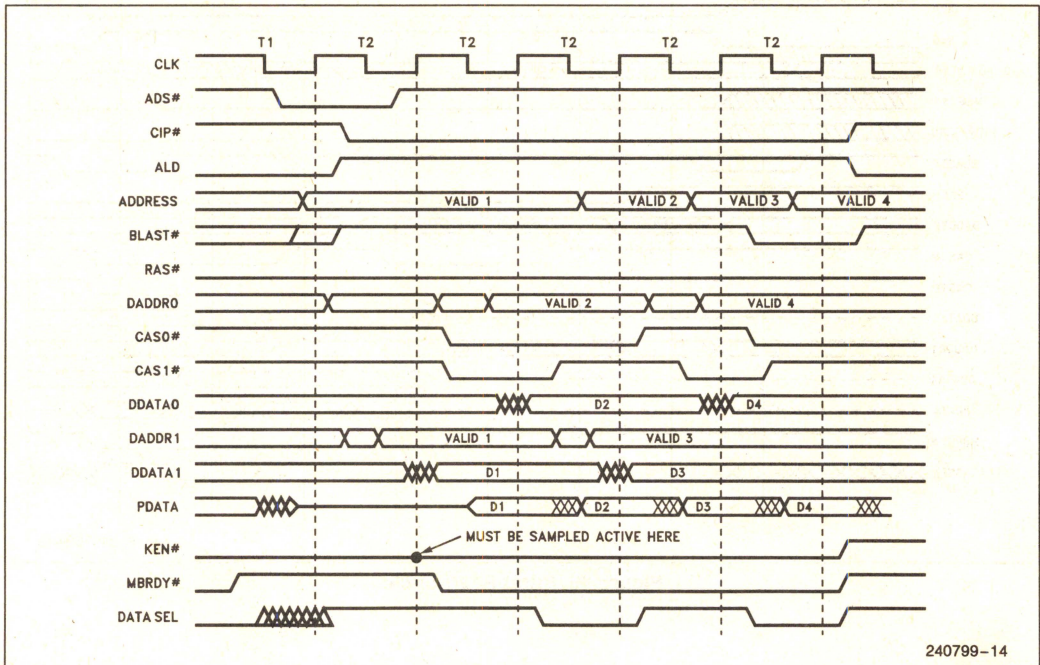 T1 T2 T2 T2 T2 T2
CLK
ADS#
CIP#
ALD
ADDRESS VALID 1 VALID 2 VALID 3 VALID 4
BLAST#
RAS#
DADDR0 VALID 2 VALID 4
CAS0#
CAS1#
DDATA0 D2 D4
DADDR1 VALID 1 VALID 3
DDATA1 D1 D3
PDATA D1 D2 D3 D4
MUST BE SAMPLED ACTIVE HERE
KEN#
MBRDY#
DATA SEL
240799-14